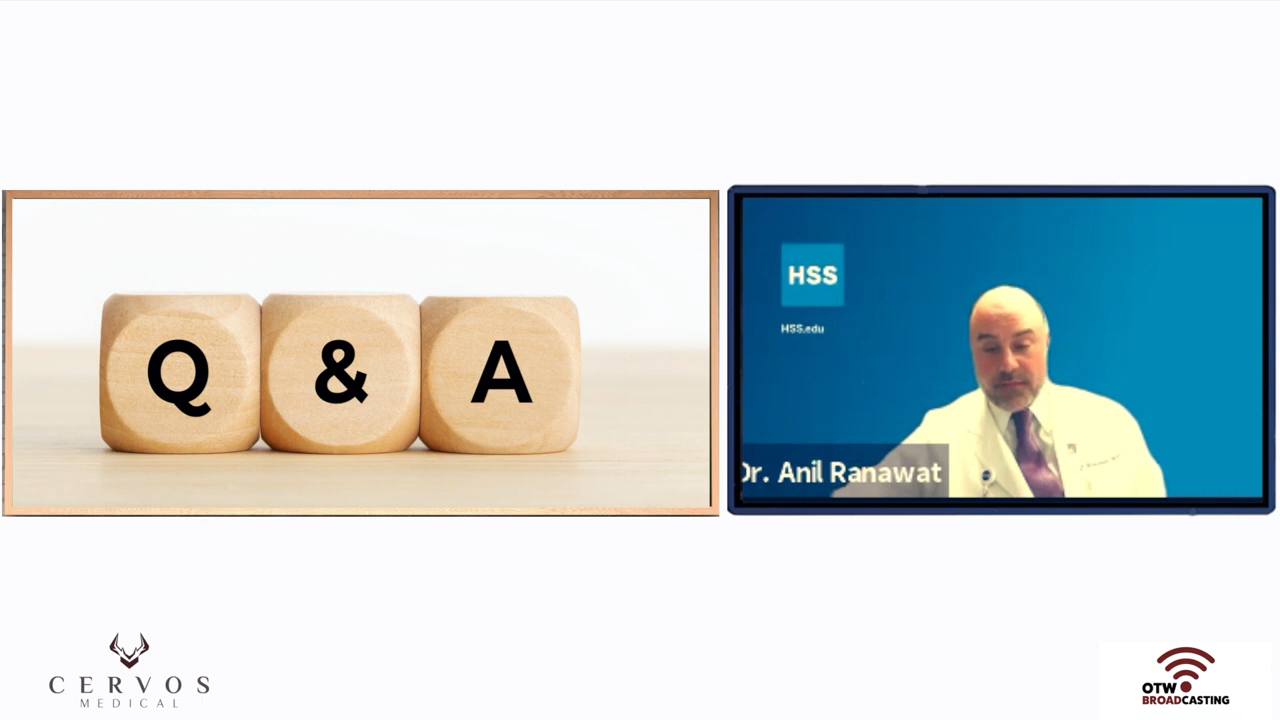 Q & A
HSS
HSS.edu
Dr. Anil Ranawat
CERVOS
MEDICAL
OTW
BROADCASTING